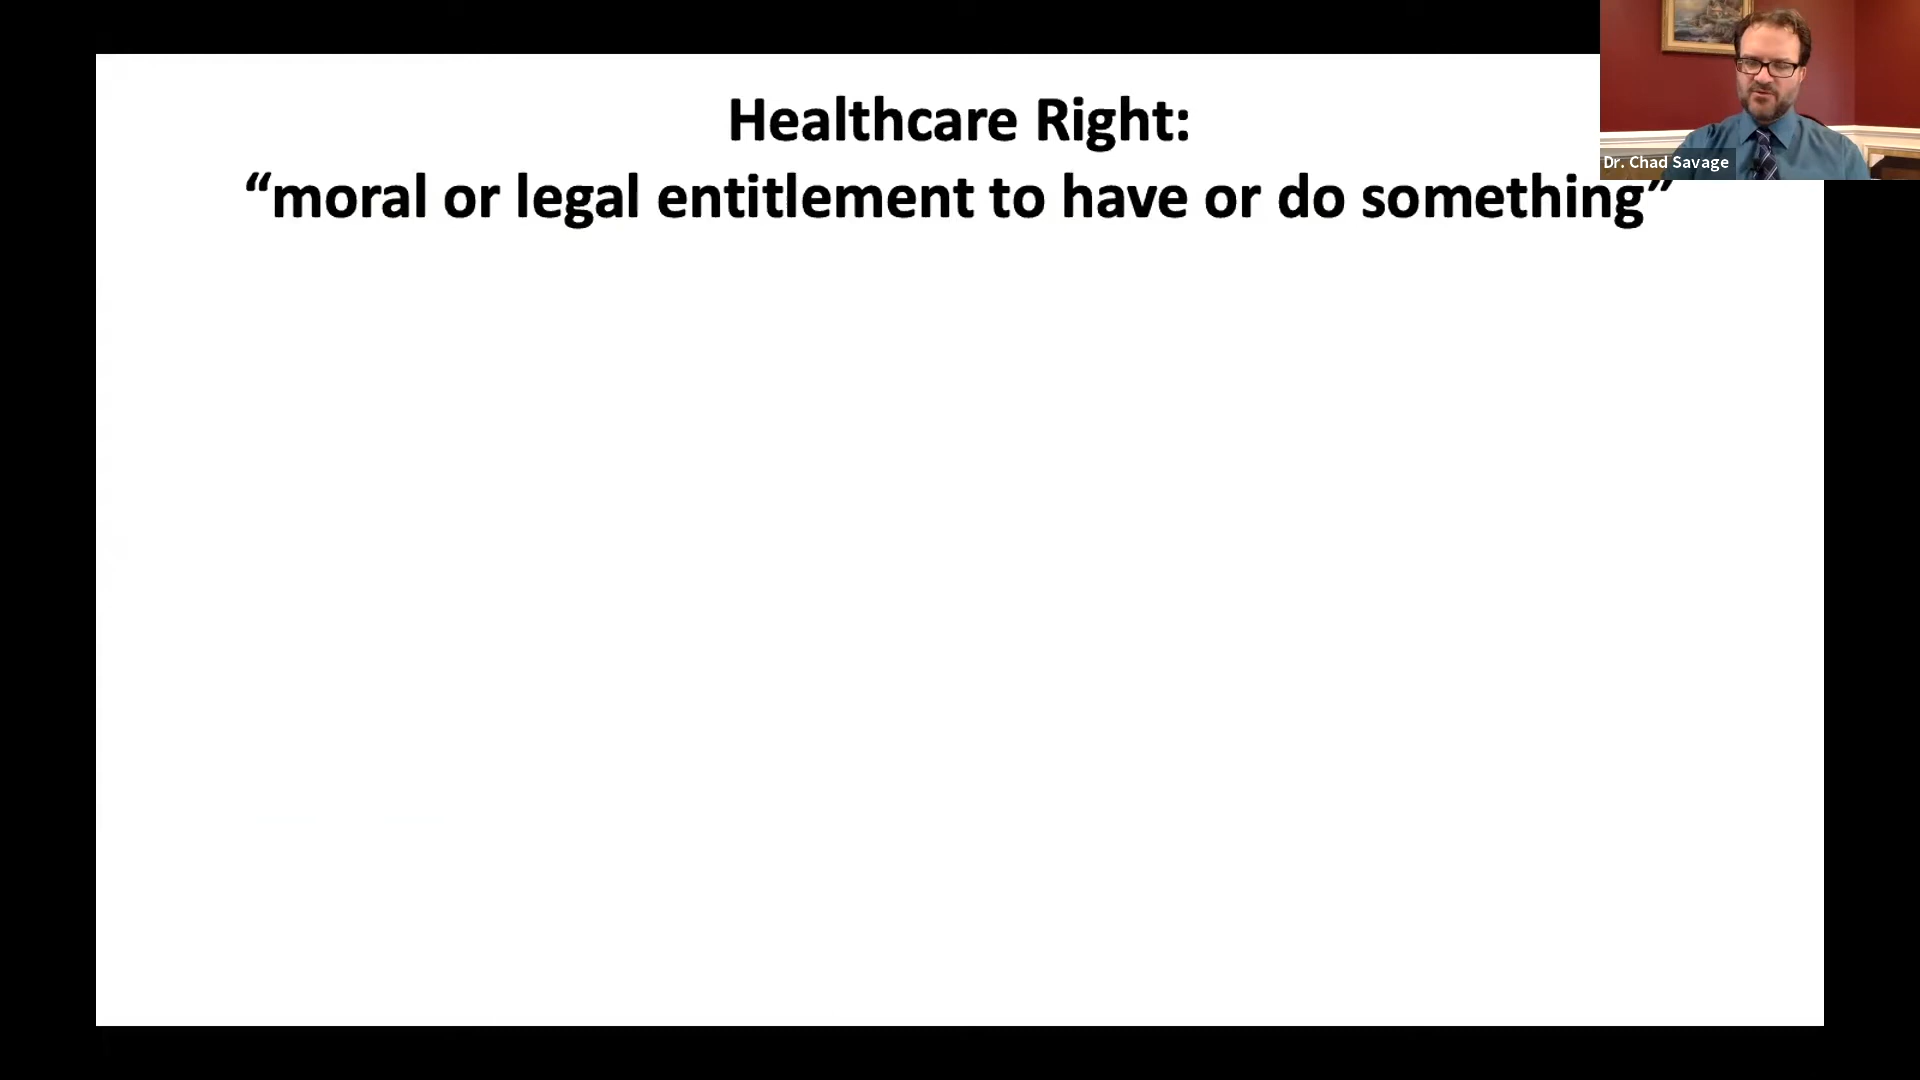 Healthcare Right:
“moral or legal entitlement to have or do something”
Dr. Chad Savage